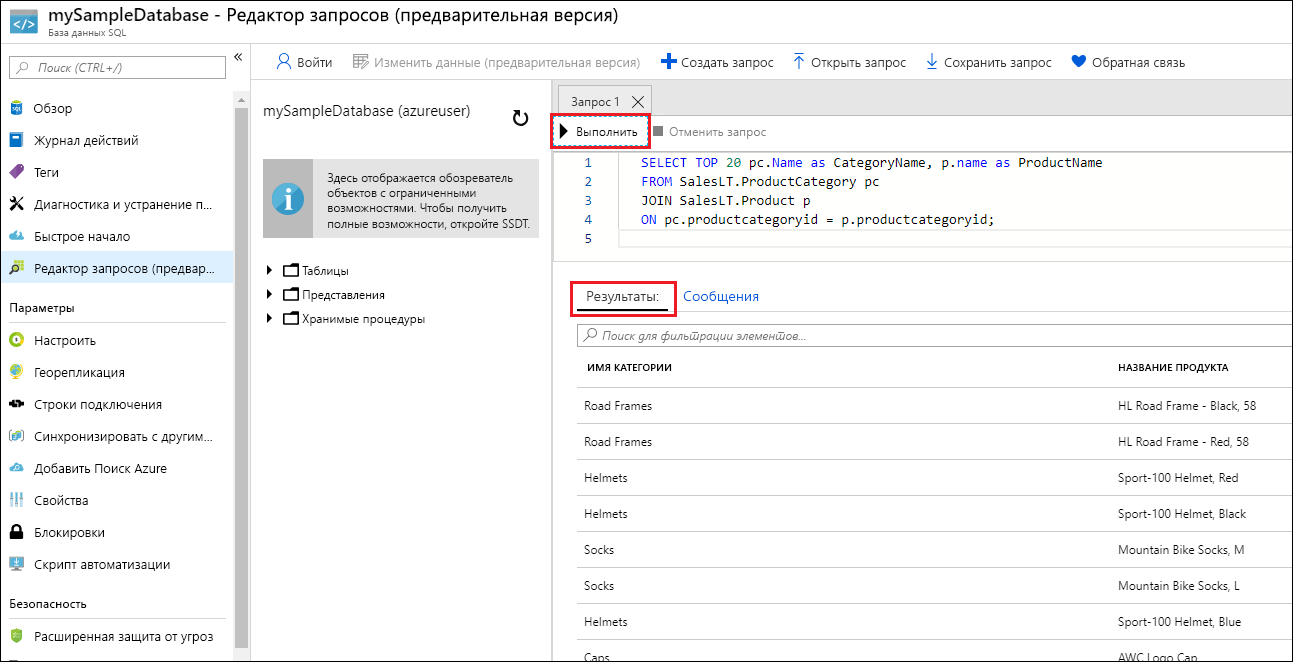 mySampleDatabase - Редактор запросов (предварительная версия)
База данных SQL
Поиск (CTRL+/)
«
Обзор
Журнал действий
Теги
Диагностика и устранение п...
Быстрое начало
Редактор запросов (предвар...
Параметры
Настроить
Георепликация
Строки подключения
Синхронизировать с другим...
Добавить Поиск Azure
Свойства
Блокировки
Скрипт автоматизации
Безопасность
Расширенная защита от угроз
Войти
Изменить данные (предварительная версия)
Создать запрос
Открыть запрос
Сохранить запрос
Обратная связь
mySampleDatabase (azureuser)
Здесь отображается обозреватель
объектов с ограниченными
возможностями. Чтобы получить
полные возможности, откройте SSDT.
Таблицы
Представления
Хранимые процедуры
Запрос 1
Выполнить
Отменить запрос
1 SELECT TOP 20 pc.Name as CategoryName, p.name as ProductName
2 FROM SalesLT.ProductCategory pc
3 JOIN SalesLT.Product p
4 ON pc.productcategoryid = p.productcategoryid;
5
Результаты: Сообщения
Поиск для фильтрации элементов...
ИМЯ КАТЕГОРИИ НАЗВАНИЕ ПРОДУКТА
Road Frames HL Road Frame - Black, 58
Road Frames HL Road Frame - Red, 58
Helmets Sport-100 Helmet, Red
Helmets Sport-100 Helmet, Black
Socks Mountain Bike Socks, M
Socks Mountain Bike Socks, L
Helmets Sport-100 Helmet, Blue
Caps AWC Logo Cap